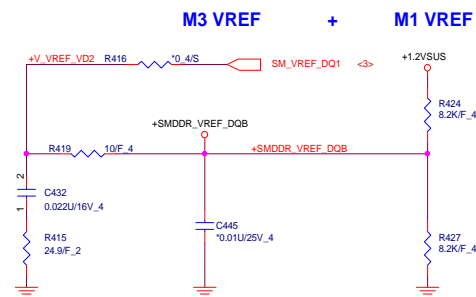 M3 VREF + M1 VREF
+V_VREF_VD2 R416 *0_4/S SM_VREF_DQ1 <3> +1.2VSUS
R424
8.2K/F_4
+SMDDR_VREF_DQB
R419 10/F_4 +SMDDR_VREF_DQB
2
C432
1
0.022U/16V_4
C445
*0.01U/25V_4
R415
24.9/F_2
R427
8.2K/F_4